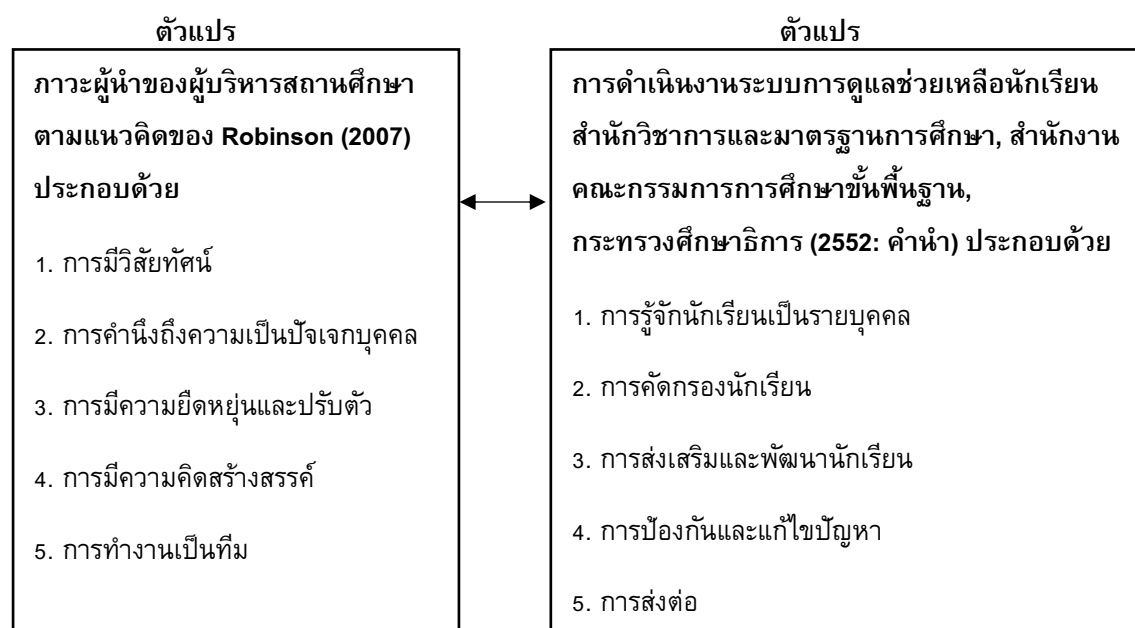 ตัวแปร
ภาวะผู้นำของผู้บริหารสถานศึกษา
ตามแนวคิดของ Robinson (2007)
ประกอบด้วย
1. การมีวิสัยทัศน์
2. การคำนึงถึงความเป็นปัจเจกบุคคล
3. การมีความยืดหยุ่นและปรับตัว
4. การมีความคิดสร้างสรรค์
5. การทำงานเป็นทีม
ตัวแปร
การดำเนินงานระบบการดูแลช่วยเหลือนักเรียน
สำนักวิชาการและมาตรฐานการศึกษา, สำนักงาน
คณะกรรมการการศึกษาขั้นพื้นฐาน,
กระทรวงศึกษาธิการ (2552: คำนำ) ประกอบด้วย
1. การรู้จักนักเรียนเป็นรายบุคคล
2. การคัดกรองนักเรียน
3. การส่งเสริมและพัฒนานักเรียน
4. การป้องกันและแก้ไขปัญหา
5. การส่งต่อ